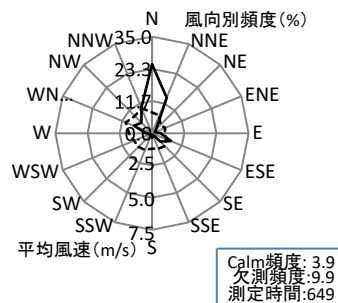 N 風向別頻度(%)
35.0
NNW NNE
NW 23.3 NE
WN... 11.7 ENE
W 0.0 E
WSW 2.5 ESE
SW 5.0 SE
SSW SSE
平均風速(m/s) 7.5 S
Calm頻度: 3.9
欠測頻度:9.9
測定時間:649